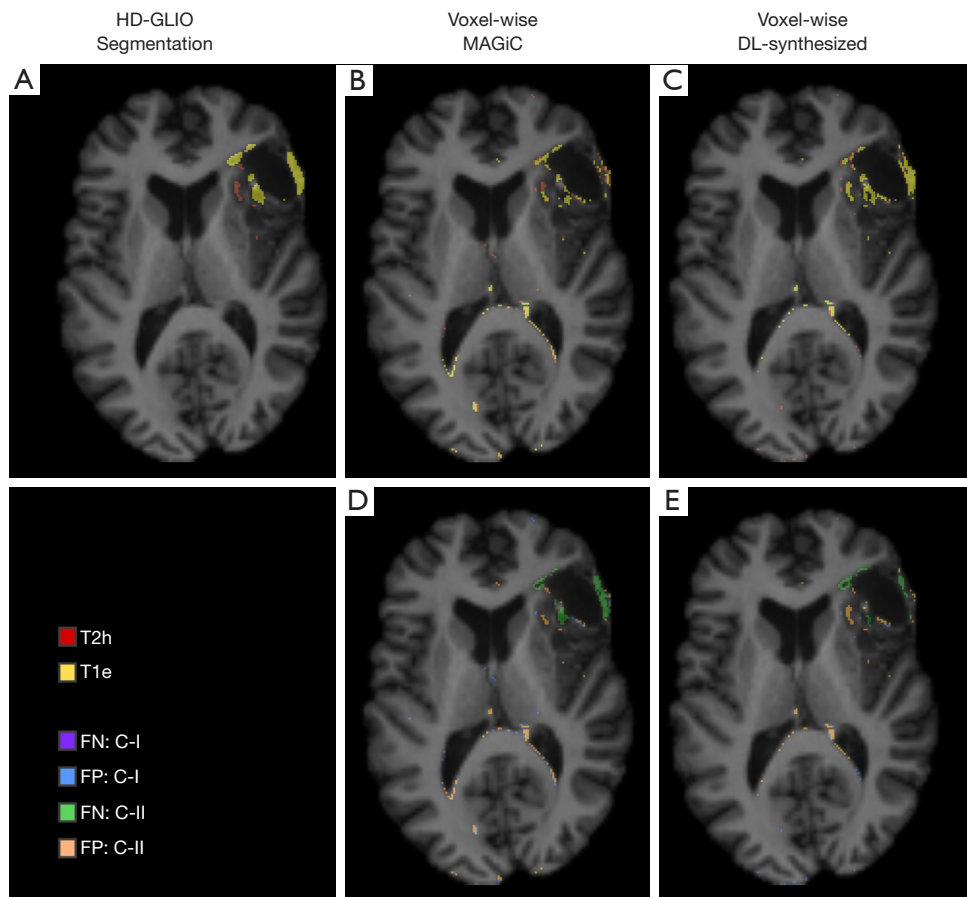 HD-GLIO
Segmentation
Voxel-wise
MAGiC
Voxel-wise
DL-synthesized
A
B
C
D
E
T2h
T1e
FN: C-I
FP: C-I
FN: C-II
FP: C-II